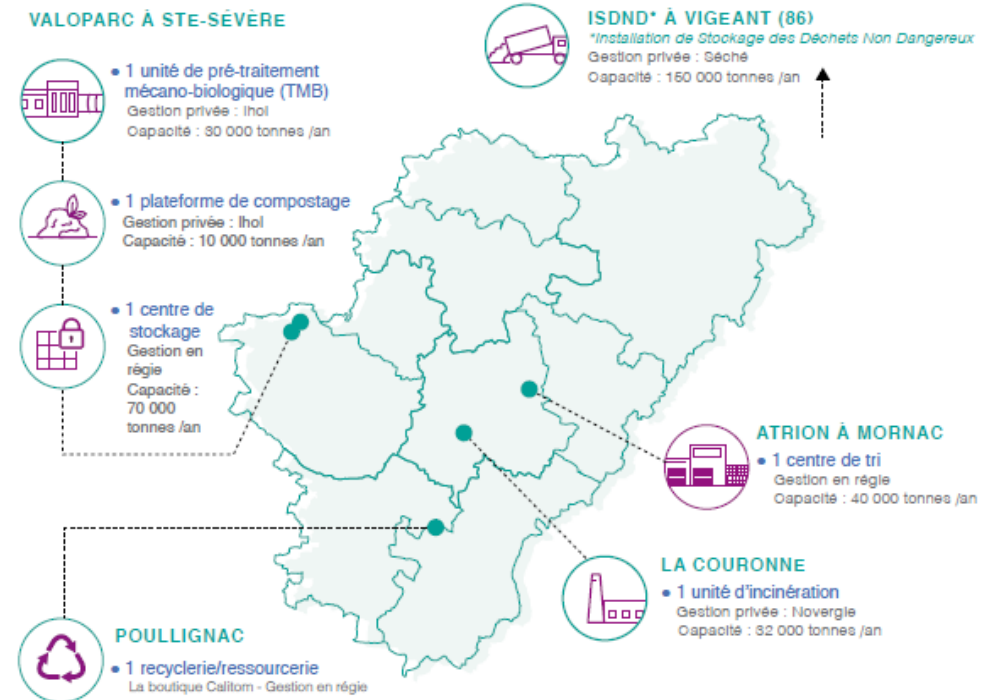 VALOPARC À STE-SÉVÈRE
• 1 unité de pré-traitement
mécano-biologique (TMB)
Gestion privée : Ihol
Capacité : 30 000 tonnes /an
• 1 plateforme de compostage
Gestion privée : Ihol
Capacité : 10 000 tonnes /an
• 1 centre de
stockage
Gestion en
régie
Capacité :
70 000
tonnes /an
ISDND* À VIGEANT (86)
*Installation de Stockage des Déchets Non Dangereux
Gestion privée : Séché
Capacité : 150 000 tonnes /an
ATRION À MORNAC
• 1 centre de tri
Gestion en régie
Capacité : 40 000 tonnes /an
LA COURONNE
• 1 unité d'incinération
Gestion privée : Novergie
Capacité : 32 000 tonnes /an
POULLIGNAC
• 1 recyclerie/ressourcerie
La boutique Calitom - Gestion en régie